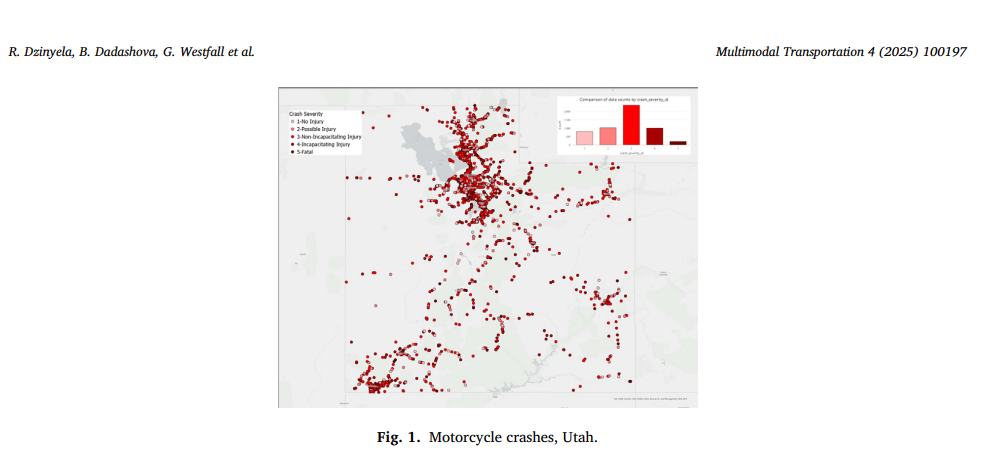 R. Dzinyela, B. Dadashova, G. Westfall et al.
Multimodal Transportation 4 (2025) 100197
Crash Severity
1-No Injury
2-Possible Injury
3-Non-Incapacitating Injury
4-Incapacitating Injury
5-Fatal
Comparison of data counts by crash_severity_id
crash_severity_id
Fig. 1. Motorcycle crashes, Utah.